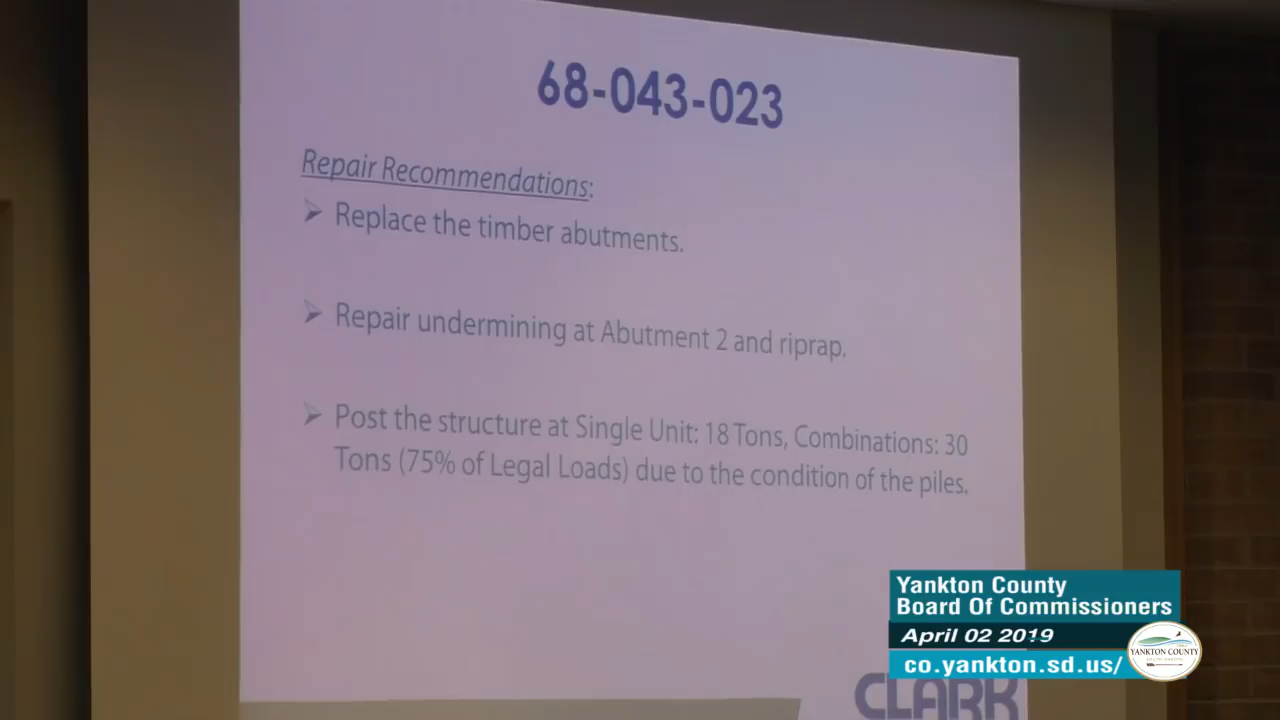 68-043-023
Repair Recommendations:
Replace the timber abutments.
Repair undermining at Abutment 2 and riprap.
Post the structure at Single Unit: 18 Tons, Combinations: 30
Tons (75% of Legal Loads) due to the condition of the piles.
Yankton County
Board Of Commissioners
April 02 2019
co.yankton.sd.us/
YANKTON COUNTY
CLARK